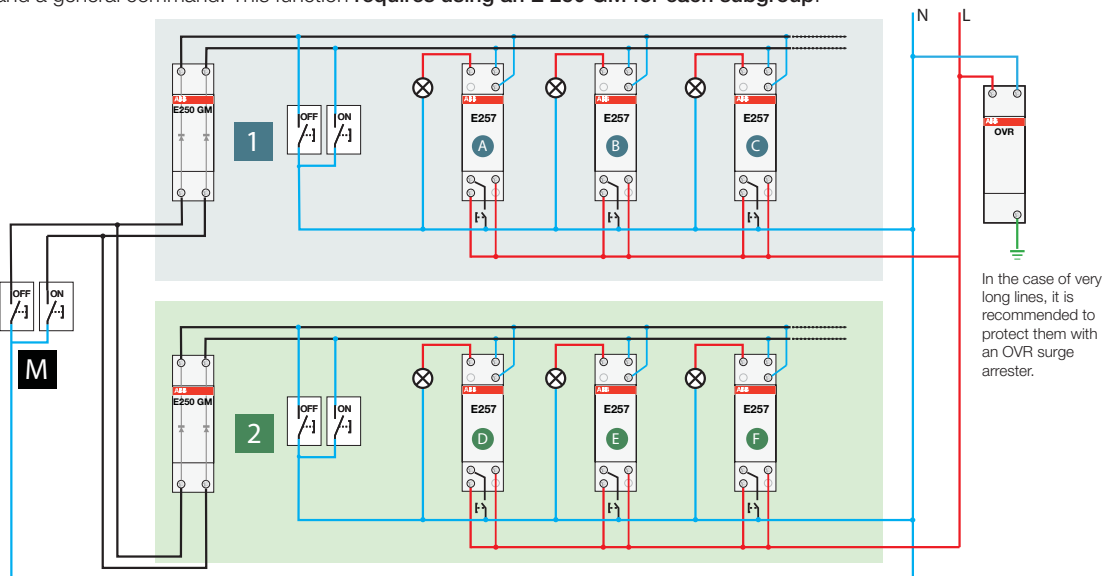 and a general command. This function requires using an E 250 GM for each subgroup.
N L
ABB
E250 GM
1
OFF ON
ABB
E257
A
ABB
E257
B
ABB
E257
C
ABB
OVR
In the case of very
long lines, it is
recommended to
protect them with
an OVR surge
arrester.
OFF ON
M
ABB
E250 GM
2
OFF ON
ABB
E257
D
ABB
E257
E
ABB
E257
F